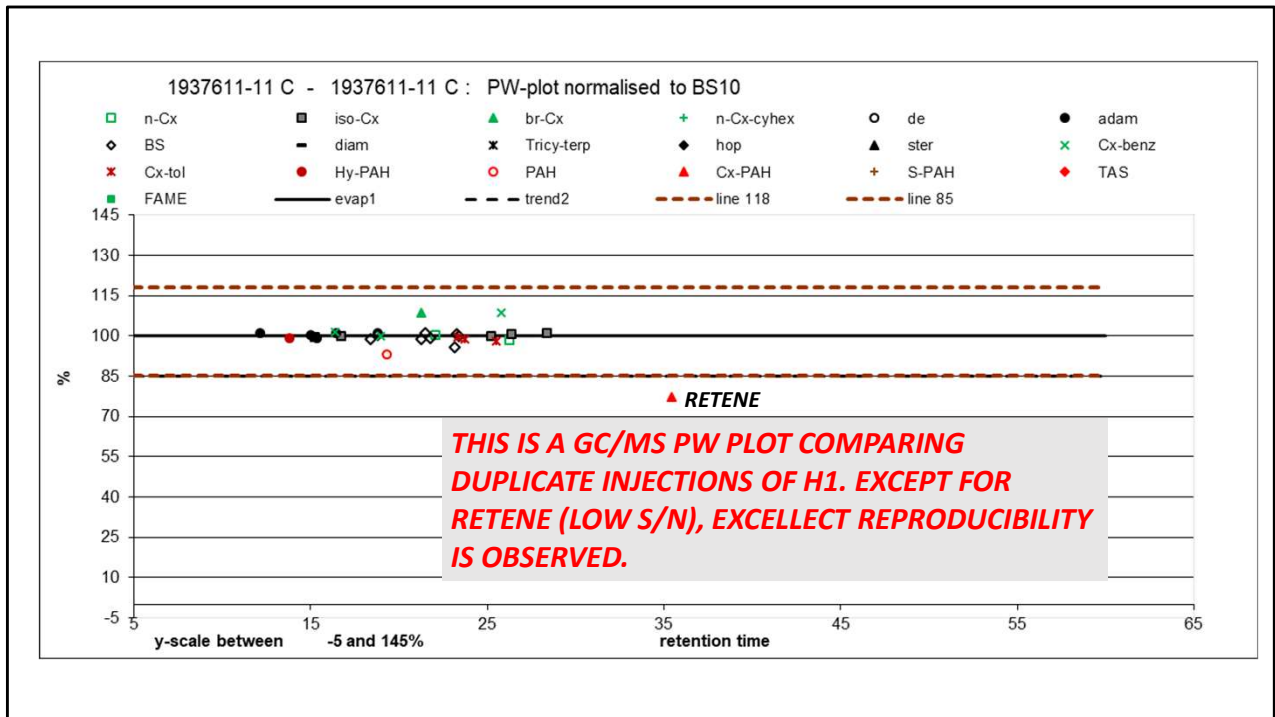 1937611-11 C - 1937611-11 C : PW-plot normalised to BS10
n-Cx iso-Cx br-Cx n-Cx-cyhex de adam
BS diam Tricy-terp hop ster Cx-benz
Cx-tol Hy-PAH PAH Cx-PAH S-PAH TAS
FAME evap1 trend2 line 118 line 85
145
130
115
100
85
70
55
40
25
10
-5
%
RETENE
THIS IS A GC/MS PW PLOT COMPARING
DUPLICATE INJECTIONS OF H1. EXCEPT FOR
RETENE (LOW S/N), EXCELLECT REPRODUCIBILITY
IS OBSERVED.
5 15 25 35 45 55 65
y-scale between -5 and 145% retention time